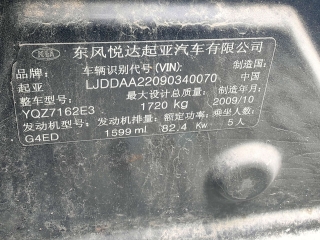 KIA 东风悦达起亚汽车有限公司
品牌: 车辆识别代号(VIN): 制造国:
起亚 LJDDAA22090340070 中国
整车型号: 最大设计总质量: 制造年月:
YQZ7162E3 1720 kg 2009/10
发动机型号: 发动机排量: 额定功率: 乘坐人数:
G4ED 1599 ml 82.4 Kw 5人